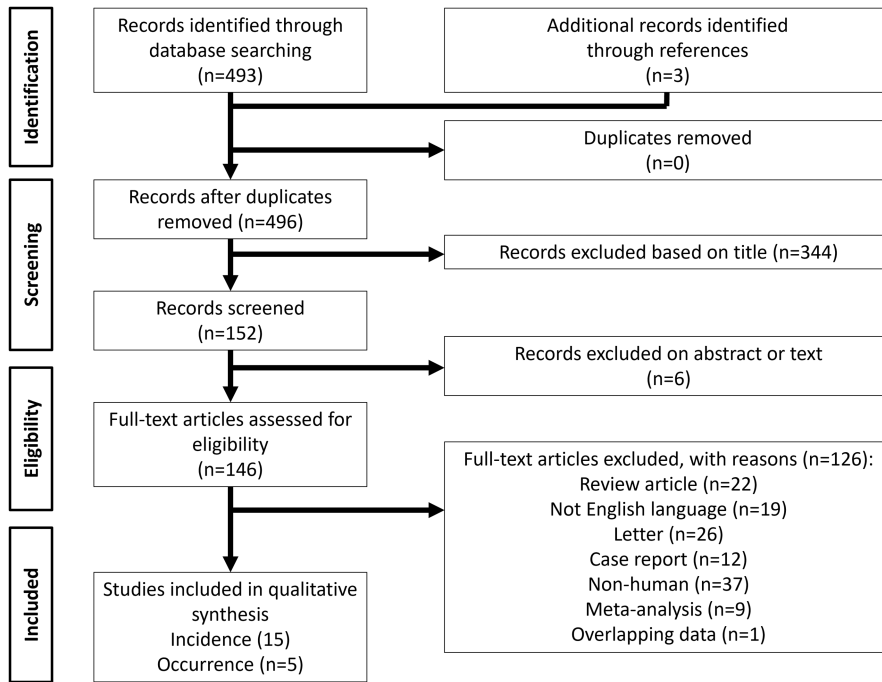 Identification
Records identified through
database searching
(n=493)
Additional records identified
through references
(n=3)
Duplicates removed
(n=0)
Screening
Records after duplicates
removed (n=496)
Records excluded based on title (n=344)
Records screened
(n=152)
Records excluded on abstract or text
(n=6)
Eligibility
Full-text articles assessed for
eligibility
(n=146)
Full-text articles excluded, with reasons (n=126):
Review article (n=22)
Not English language (n=19)
Letter (n=26)
Case report (n=12)
Non-human (n=37)
Meta-analysis (n=9)
Overlapping data (n=1)
Included
Studies included in qualitative
synthesis
Incidence (15)
Occurrence (n=5)